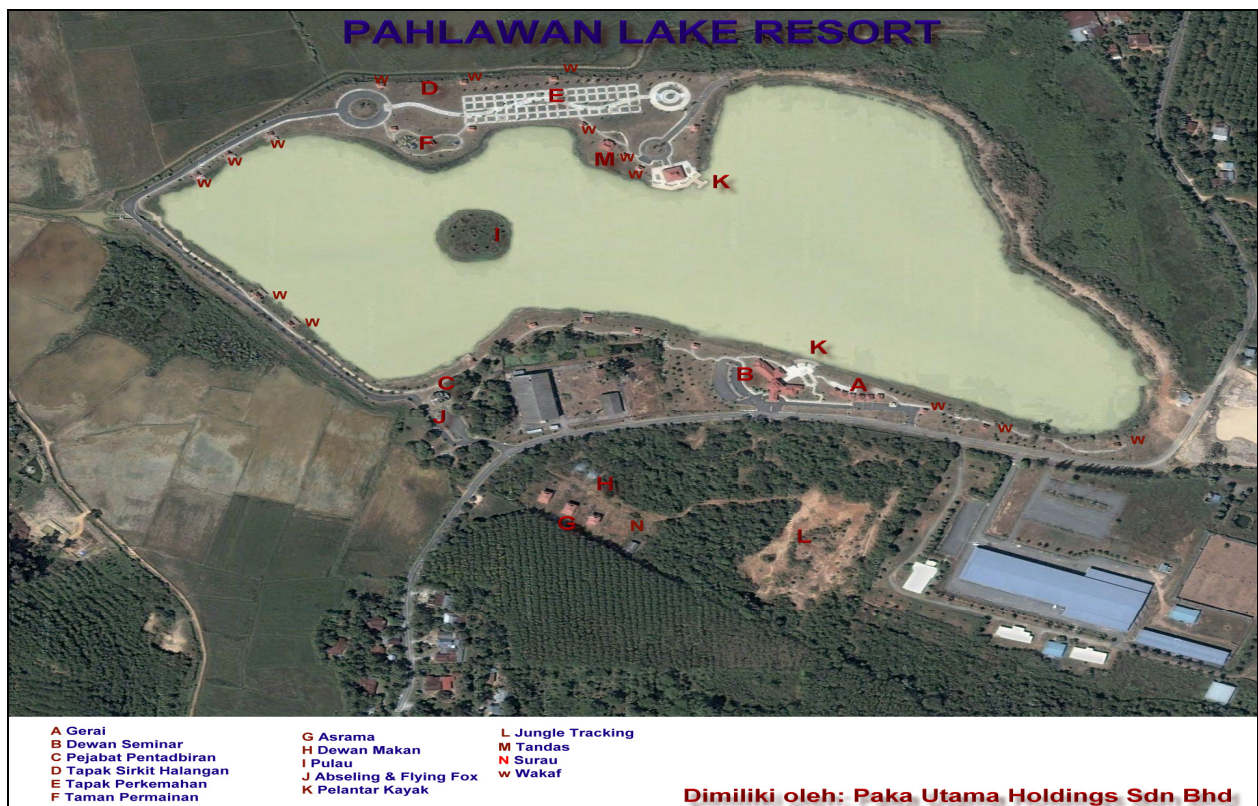 PAHLAWAN LAKE RESORT
w
w
w
D
E
w
F
w
w
M
w
w
w
w
K
I
w
w
K
C
B
A
J
w
w
w
H
G
N
L
A Gerai
B Dewan Seminar
C Pejabat Pentadbiran
D Tapak Sirkit Halangan
E Tapak Perkemahan
F Taman Permainan
G Asrama
H Dewan Makan
I Pulau
J Abseling & Flying Fox
K Pelantar Kayak
L Jungle Tracking
M Tandas
N Surau
w Wakaf
Dimiliki oleh: Paka Utama Holdings Sdn Bhd